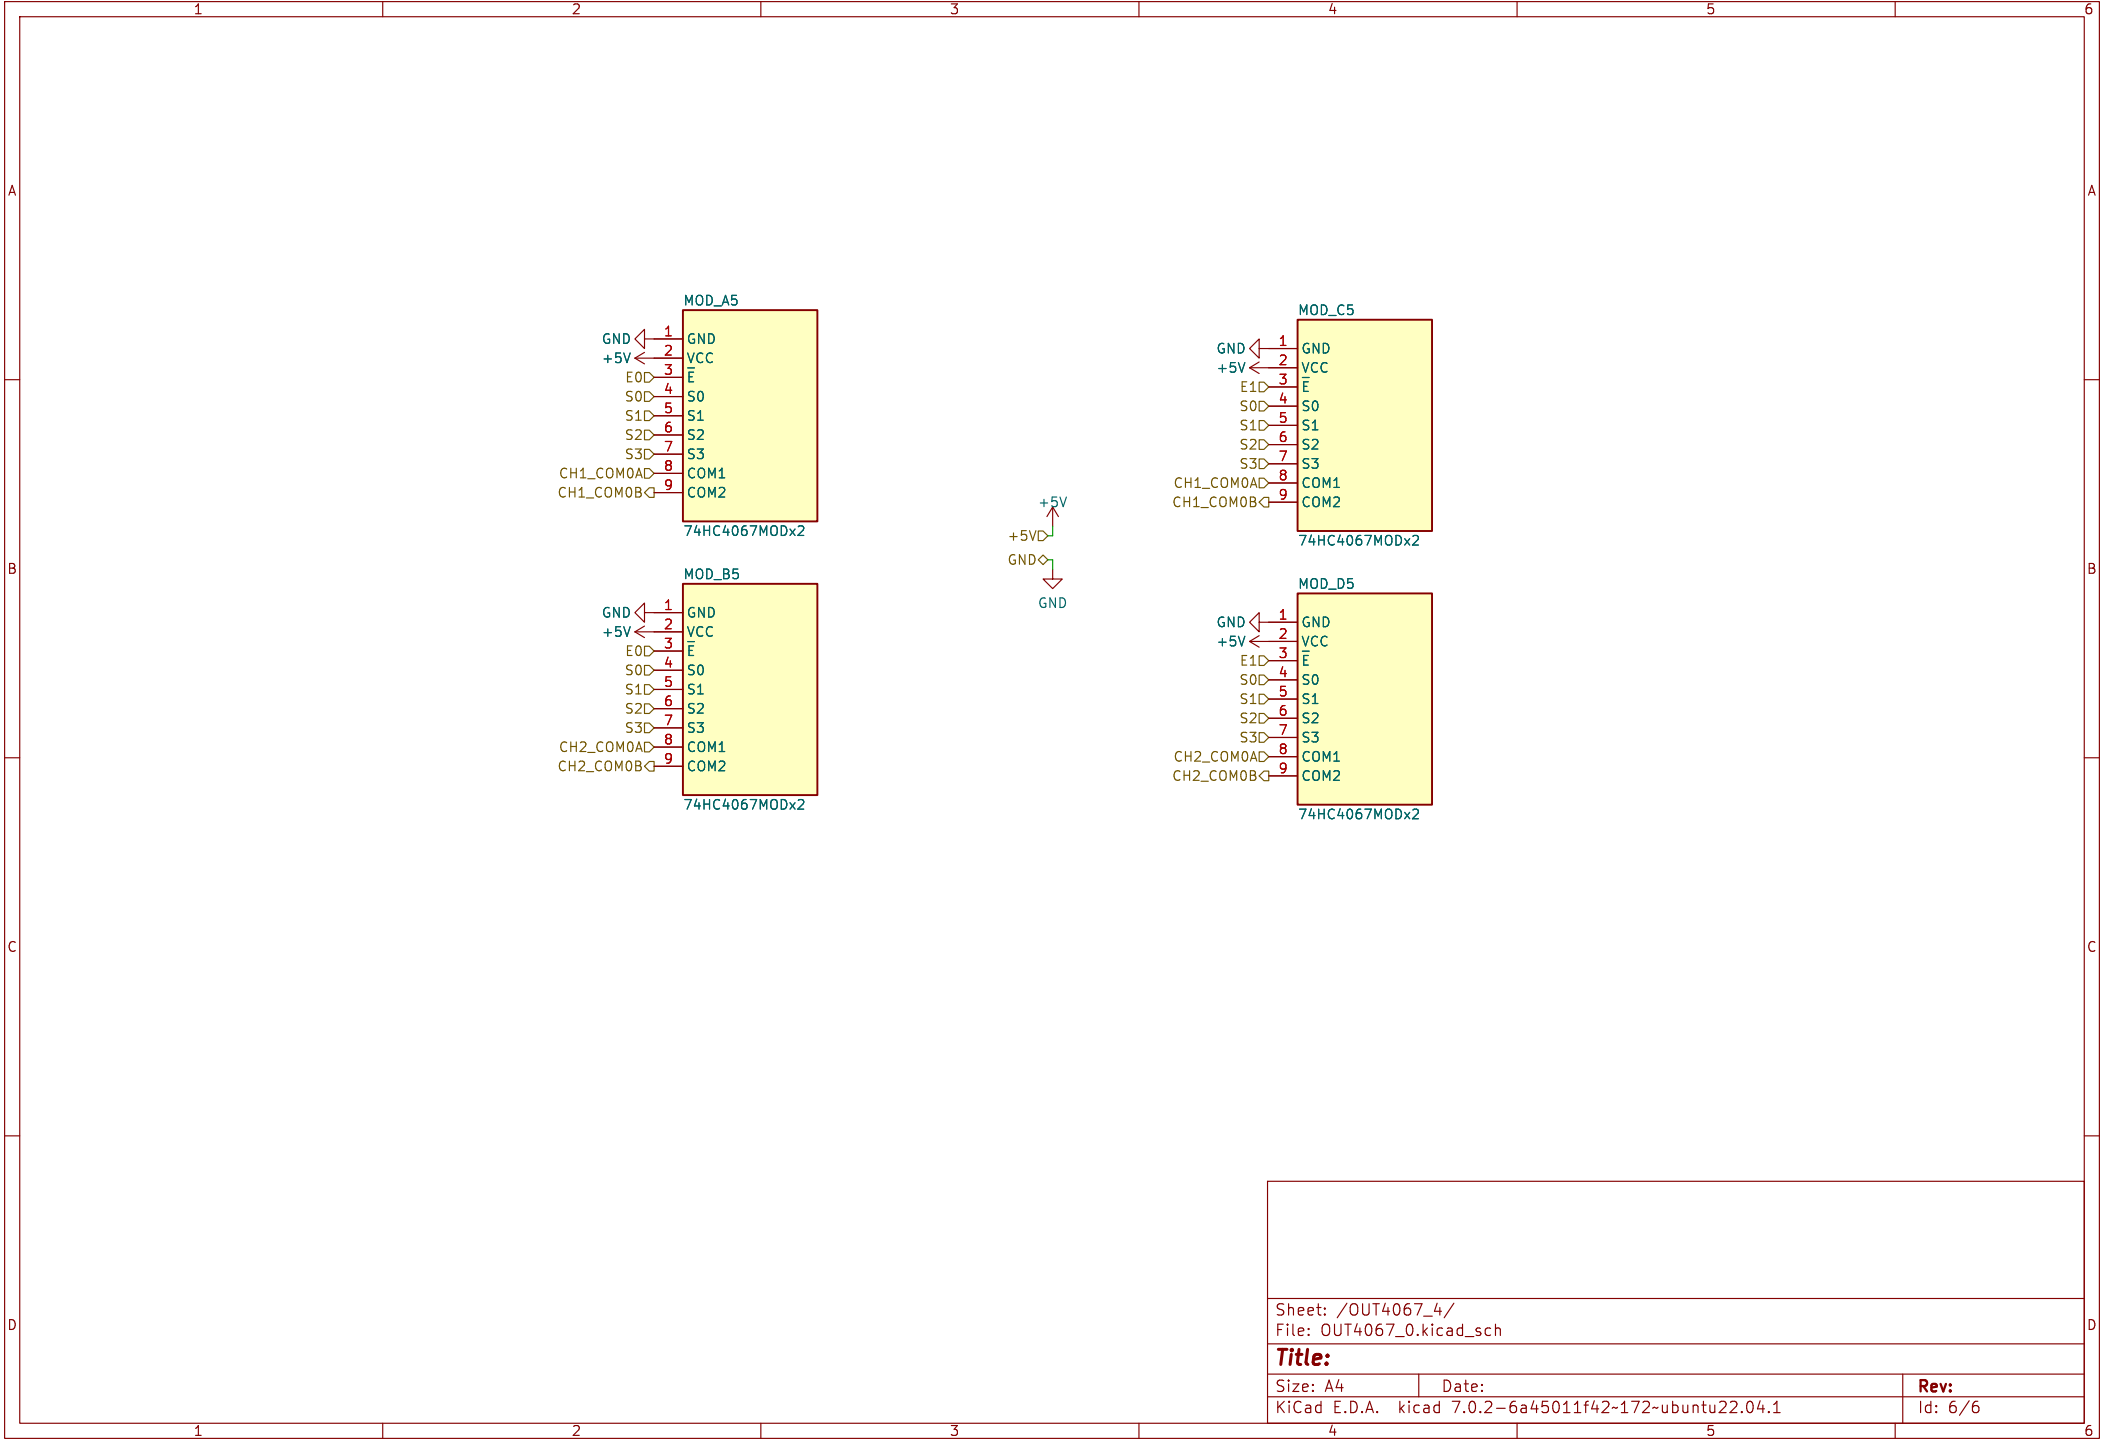 1 2 3 4 5 6
A A
MOD_A5
GND 1 GND
+5V 2 VCC
E0 3 E
S0 4 S0
S1 5 S1
S2 6 S2
S3 7 S3
CH1_COM0A 8 COM1
CH1_COM0B 9 COM2
74HC4067MODx2
MOD_C5
GND 1 GND
+5V 2 VCC
E1 3 E
S0 4 S0
S1 5 S1
S2 6 S2
S3 7 S3
CH1_COM0A 8 COM1
CH1_COM0B 9 COM2
74HC4067MODx2
+5V
+5V
GND
GND
B B
MOD_B5
GND 1 GND
+5V 2 VCC
E0 3 E
S0 4 S0
S1 5 S1
S2 6 S2
S3 7 S3
CH2_COM0A 8 COM1
CH2_COM0B 9 COM2
74HC4067MODx2
MOD_D5
GND 1 GND
+5V 2 VCC
E1 3 E
S0 4 S0
S1 5 S1
S2 6 S2
S3 7 S3
CH2_COM0A 8 COM1
CH2_COM0B 9 COM2
74HC4067MODx2
C C
Sheet: /OUT4067_4/
File: OUT4067_0.kicad_sch
D D
Title:
Size: A4 Date: Rev:
KiCad E.D.A. kicad 7.0.2-6a45011f42~172~ubuntu22.04.1 Id: 6/6
1 2 3 4 5 6